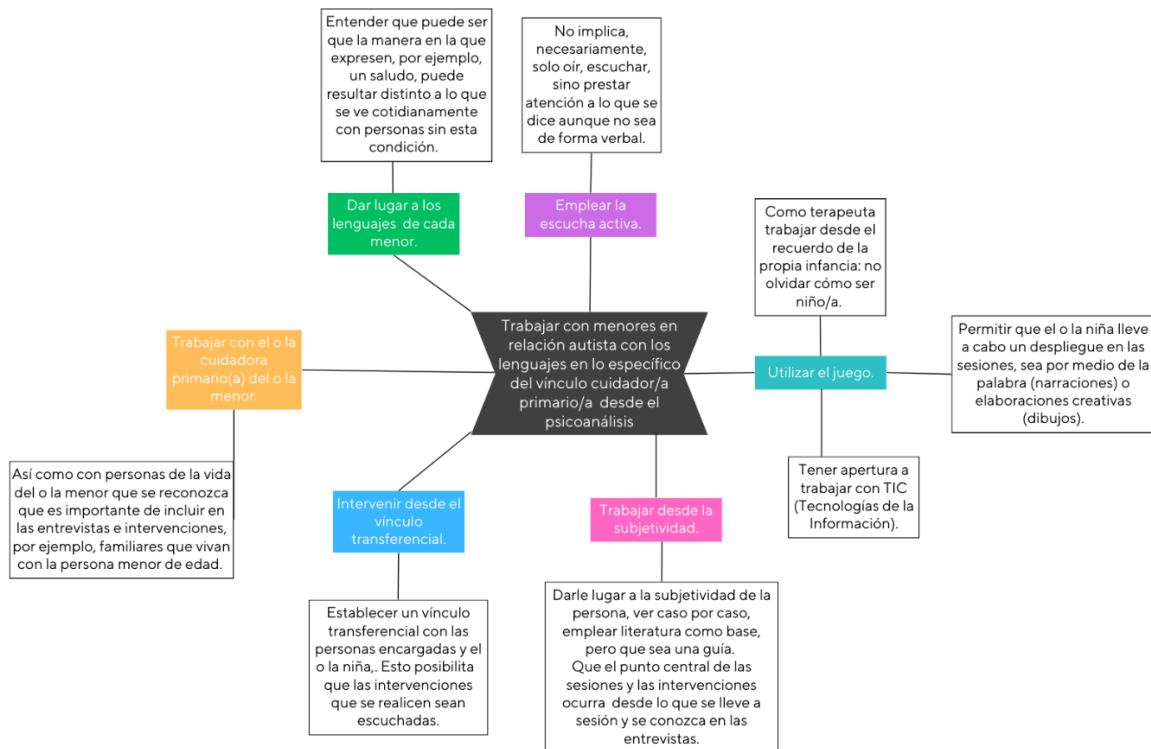 Entender que puede ser
que la manera en la que
expresen, por ejemplo,
un saludo, puede
resultar distinto a lo que
se ve cotidianamente
con personas sin esta
condición.
No implica,
necesariamente,
solo oír, escuchar,
sino prestar
atención a lo que se
dice aunque no sea
de forma verbal.
Dar lugar a los
lenguajes de cada
menor.
Emplear la
escucha activa.
Como terapeuta
trabajar desde el
recuerdo de la
propia infancia: no
olvidar cómo ser
niño/a.
Trabajar con el o la
cuidadora
primario(a) del o la
menor.
Trabajar con menores en
relación autista con los
lenguajes en lo específico
del vínculo cuidador/a
primario/a desde el
psicoanálisis
Utilizar el juego.
Permitir que el o la niña lleve
a cabo un despliegue en las
sesiones, sea por medio de la
palabra (narraciones) o
elaboraciones creativas
(dibujos).
Así como con personas de la vida
del o la menor que se reconozca
que es importante de incluir en
las entrevistas e intervenciones,
por ejemplo, familiares que vivan
con la persona menor de edad.
Intervenir desde el
vínculo
transferencial.
Trabajar desde la
subjetividad.
Tener apertura a
trabajar con TIC
(Tecnologías de la
Información).
Establecer un vínculo
transferencial con las
personas encargadas y el
o la niña,. Esto posibilita
que las intervenciones
que se realicen sean
escuchadas.
Darle lugar a la subjetividad de la
persona, ver caso por caso,
emplear literatura como base,
pero que sea una guía.
Que el punto central de las
sesiones y las intervenciones
ocurra desde lo que se lleve a
sesión y se conozca en las
entrevistas.